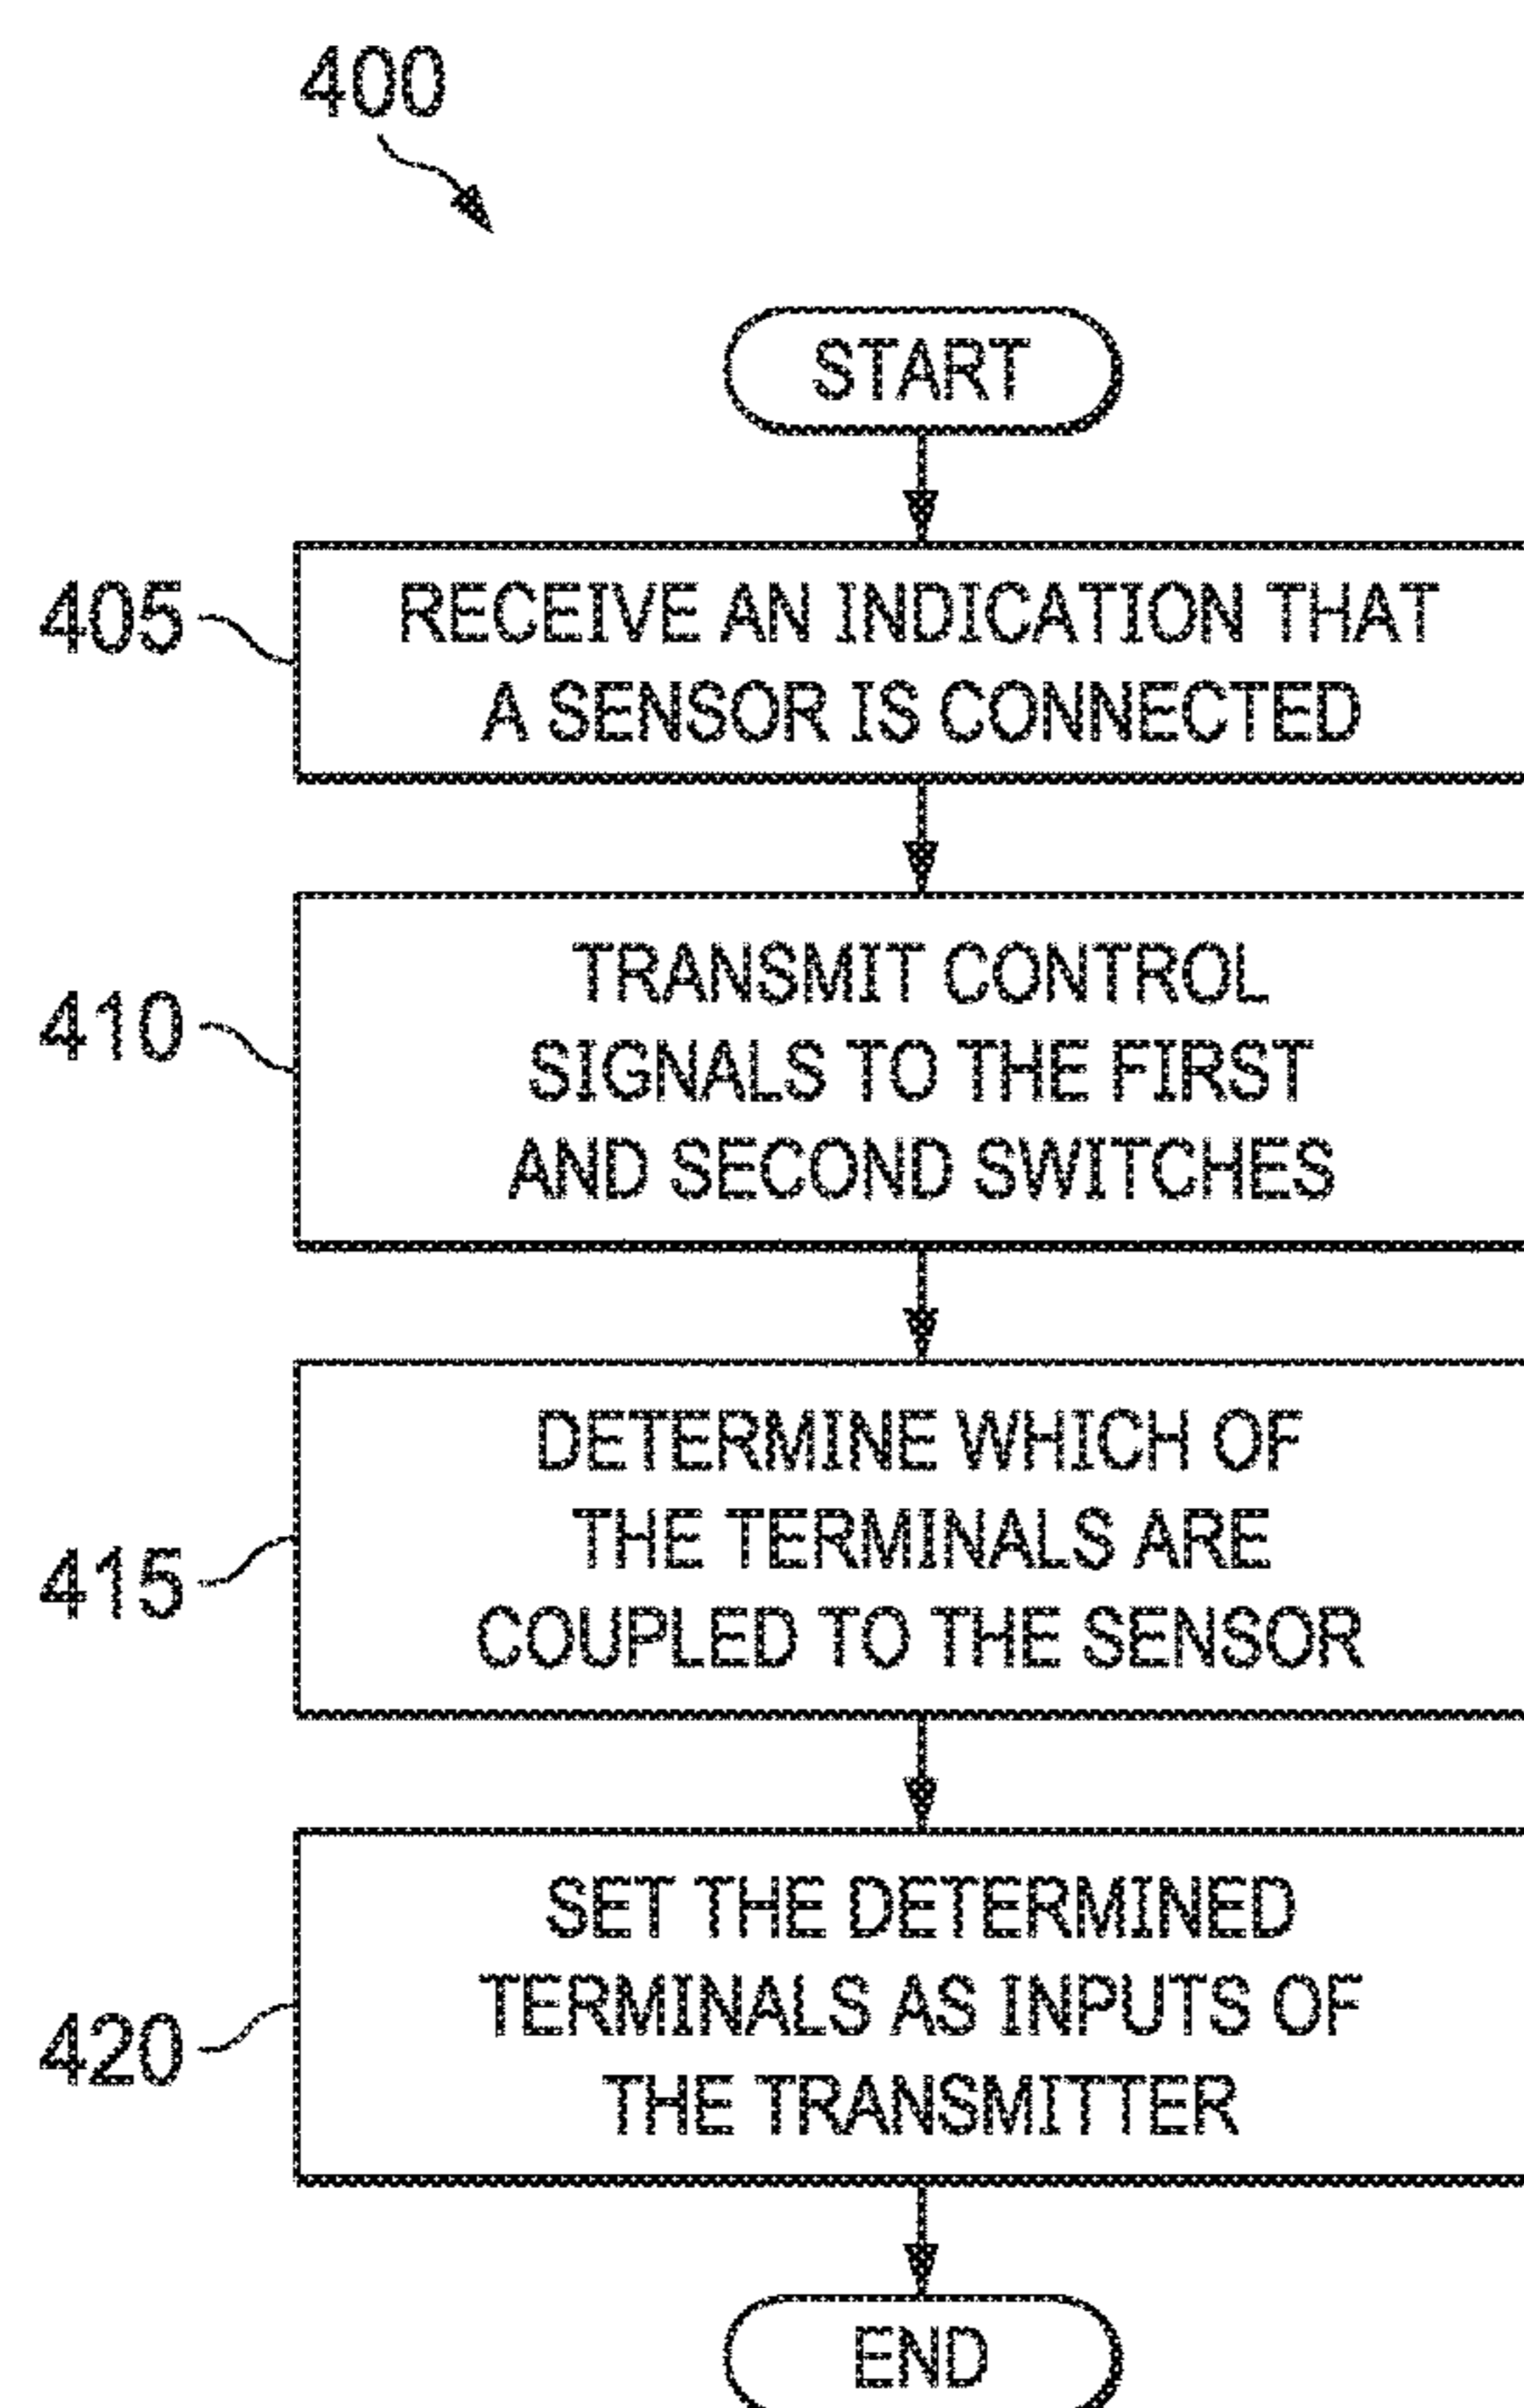 400
START
405
RECEIVE AN INDICATION THAT
A SENSOR IS CONNECTED
410
TRANSMIT CONTROL
SIGNALS TO THE FIRST
AND SECOND SWITCHES
415
DETERMINE WHICH OF
THE TERMINALS ARE
COUPLED TO THE SENSOR
420
SET THE DETERMINED
TERMINALS AS INPUTS OF
THE TRANSMITTER
END